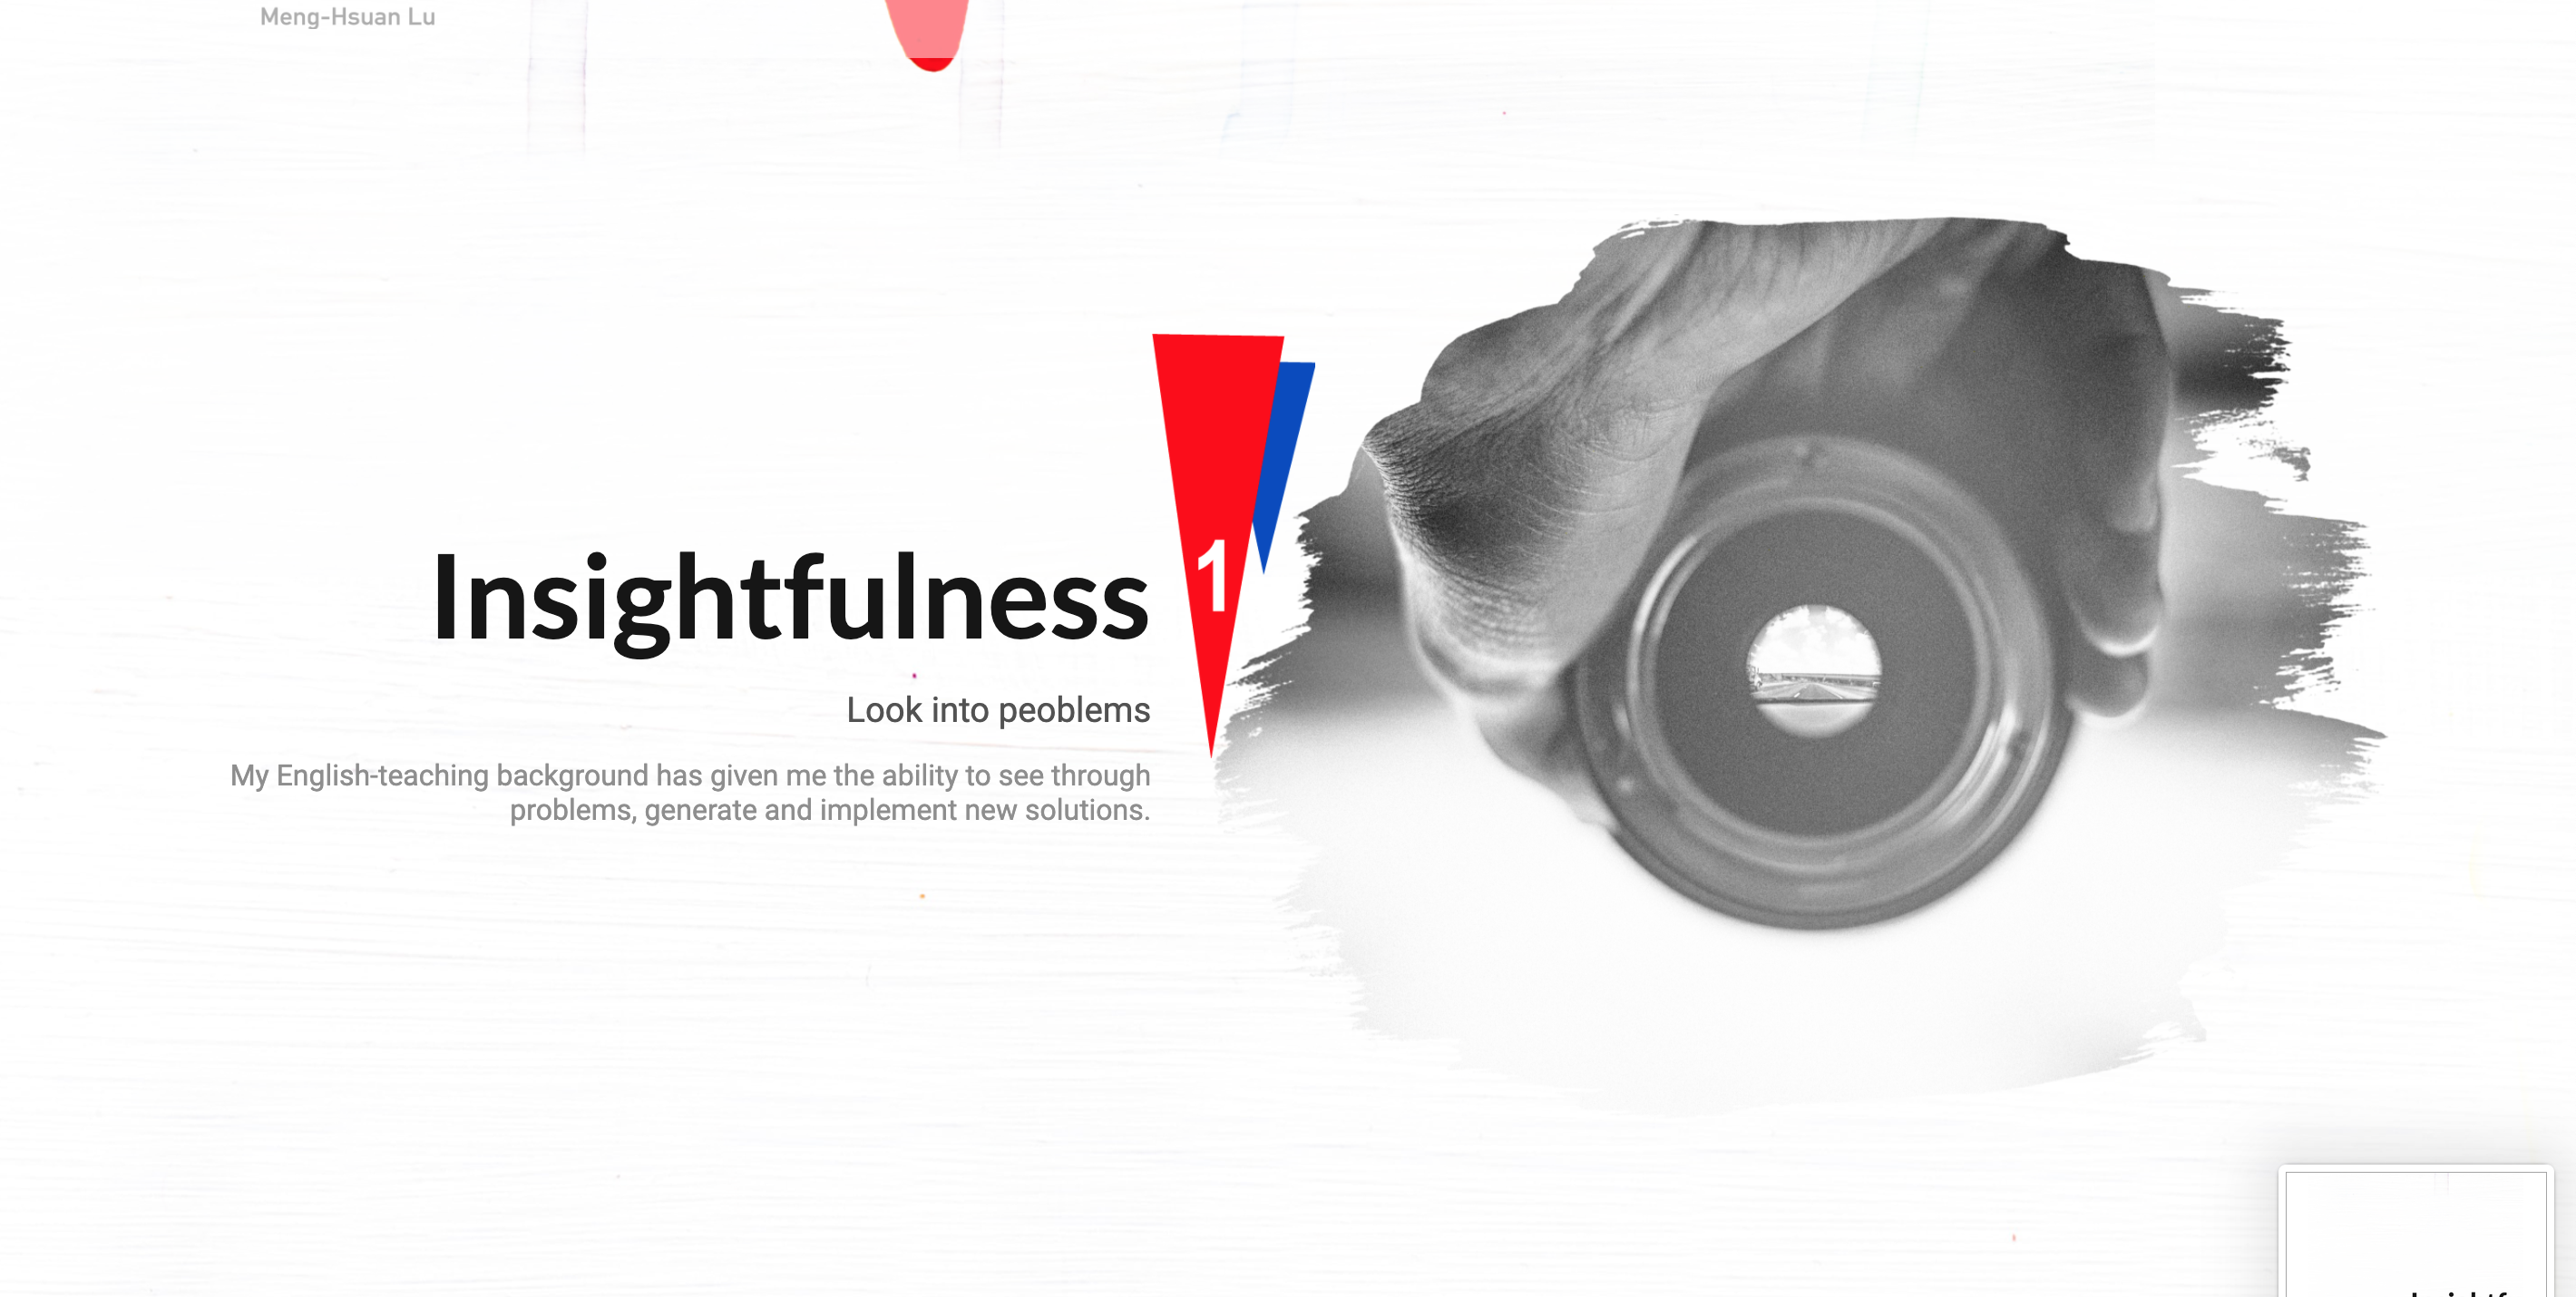 Meng-Hsuan Lu
1
Insightfulness
Look into peoblems
My English-teaching background has given me the ability to see through
problems, generate and implement new solutions.